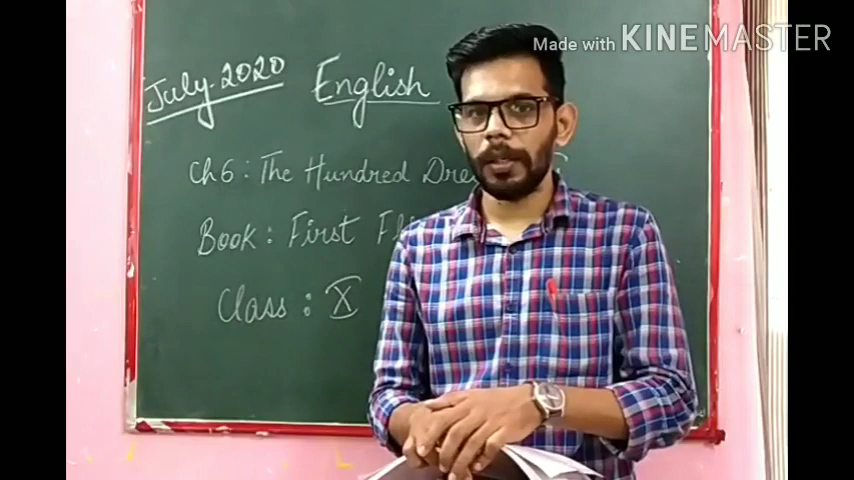 Made with KINEMASTER
July-2020
English
Ch6: The Hundred
Book: First
Class: X